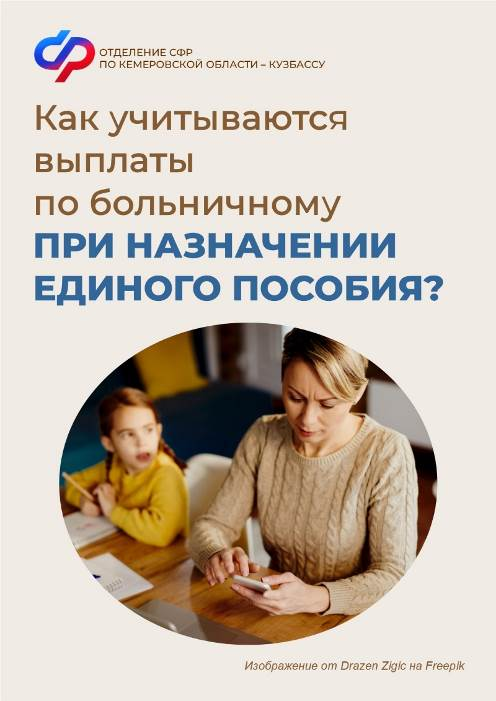 ОТДЕЛЕНИЕ СФР
ПО КЕМЕРОВСКОЙ ОБЛАСТИ – КУЗБАССУ
Как учитываются
выплаты
по больничному
ПРИ НАЗНАЧЕНИИ
ЕДИНОГО ПОСОБИЯ?
Изображение от Drazen Zigic на Freepik